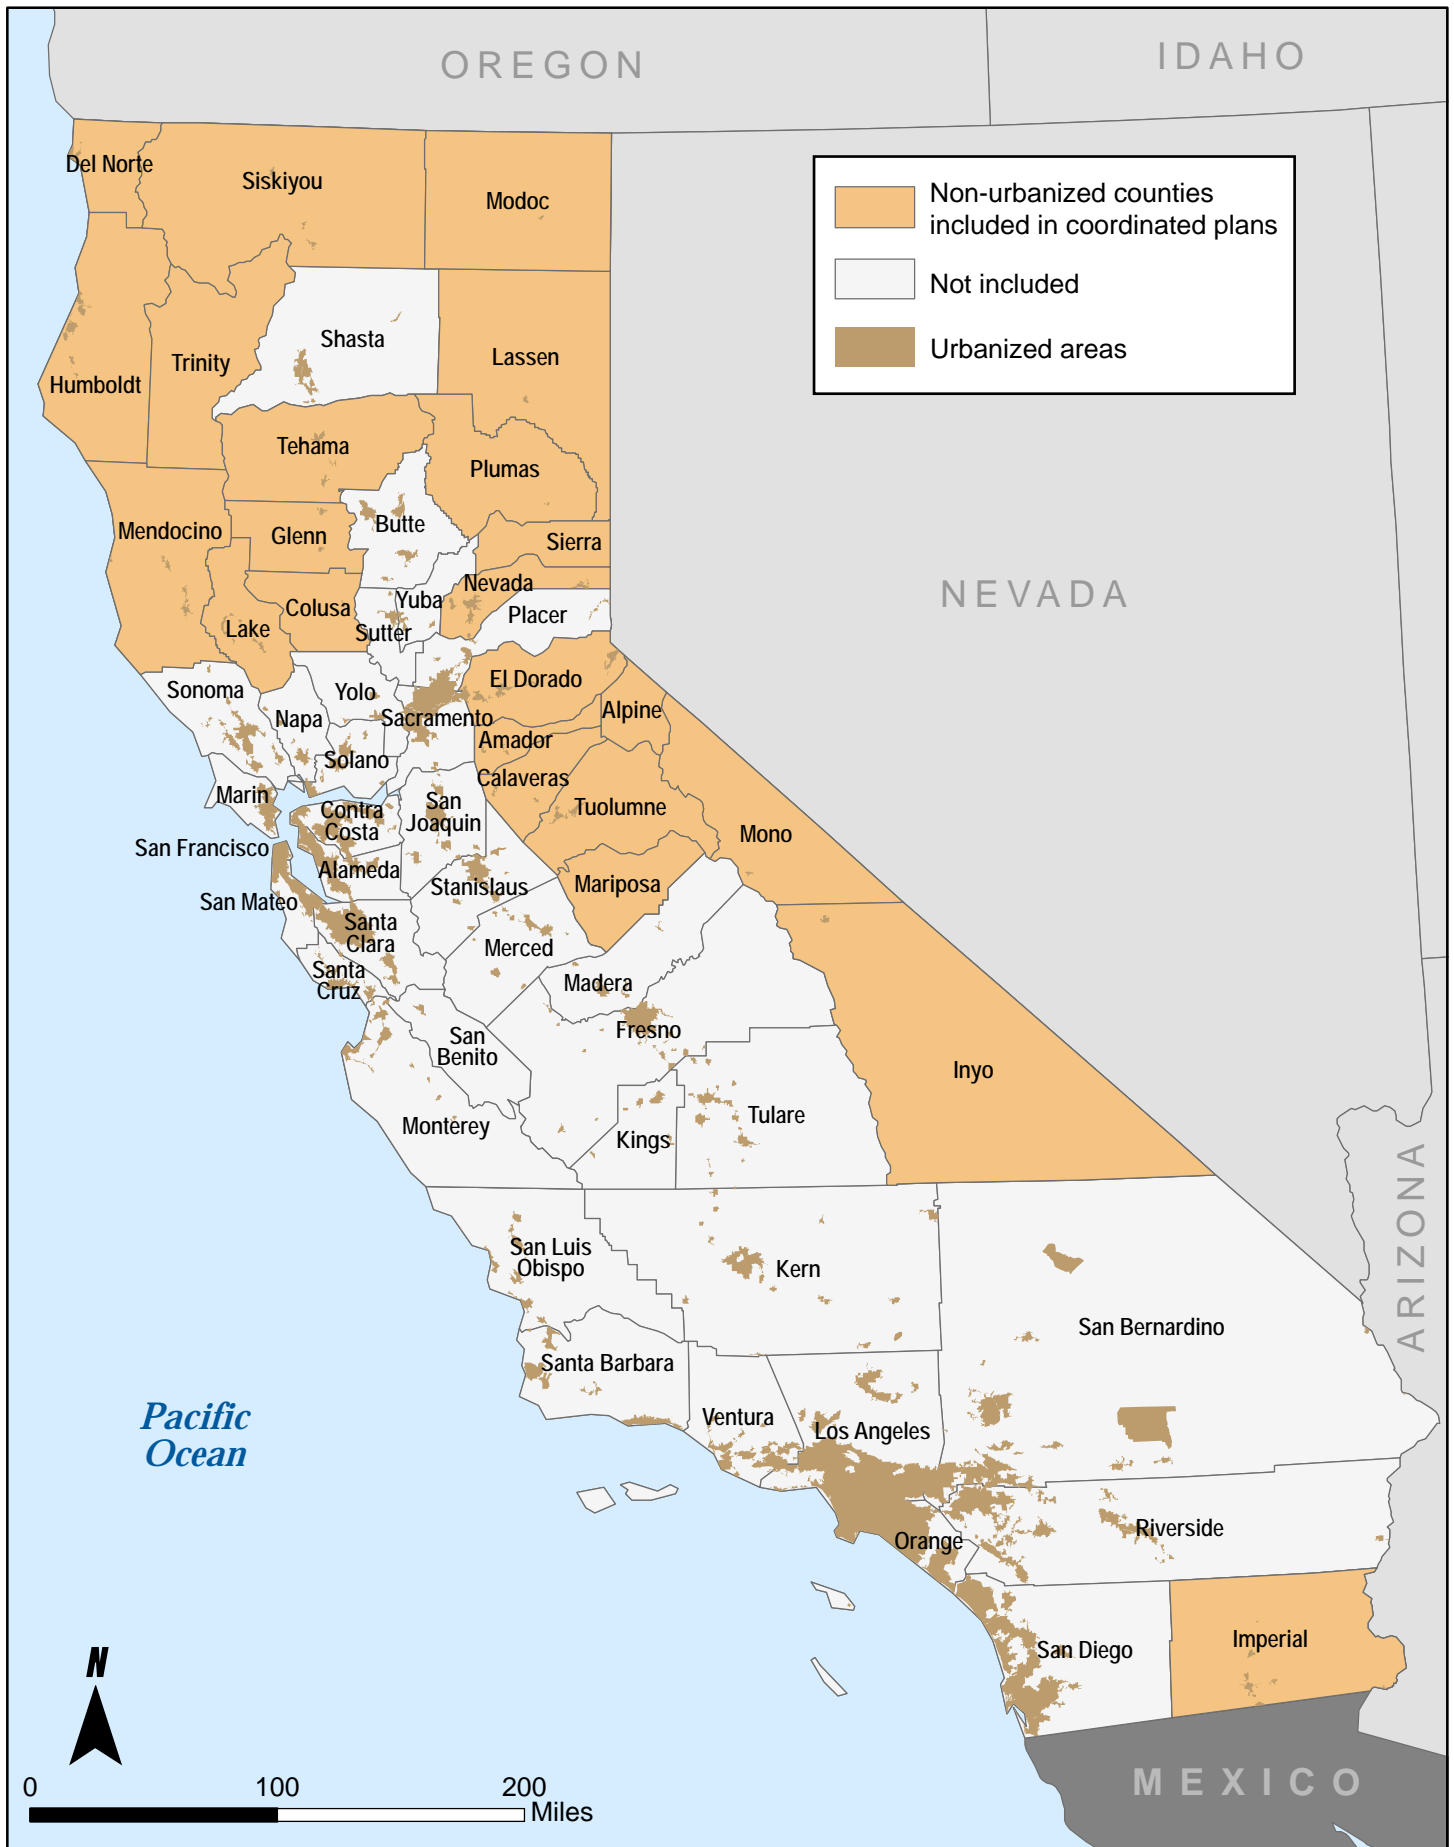 OREGON
IDAHO
Del Norte
Siskiyou
Modoc
Non-urbanized counties
included in coordinated plans
Not included
Urbanized areas
Shasta
Lassen
Trinity
Humboldt
Tehama
Plumas
Mendocino
Glenn
Butte
Sierra
Nevada
NEVADA
Colusa
Yuba
Placer
Lake
Sutter
Sonoma
Yolo
El Dorado
Napa
Sacramento
Alpine
Amador
Solano
Calaveras
Marin
Contra
Costa
San
Joaquin
Tuolumne
Mono
San Francisco
Alameda
Stanislaus
Mariposa
San Mateo
Santa
Clara
Merced
Santa
Cruz
Madera
Fresno
San
Benito
Inyo
Monterey
Kings
Tulare
ARIZONA
San Luis
Obispo
Kern
San Bernardino
Santa Barbara
Pacific
Ocean
Ventura
Los Angeles
Orange
Riverside
San Diego
Imperial
N
MEXICO
0
100
200
Miles